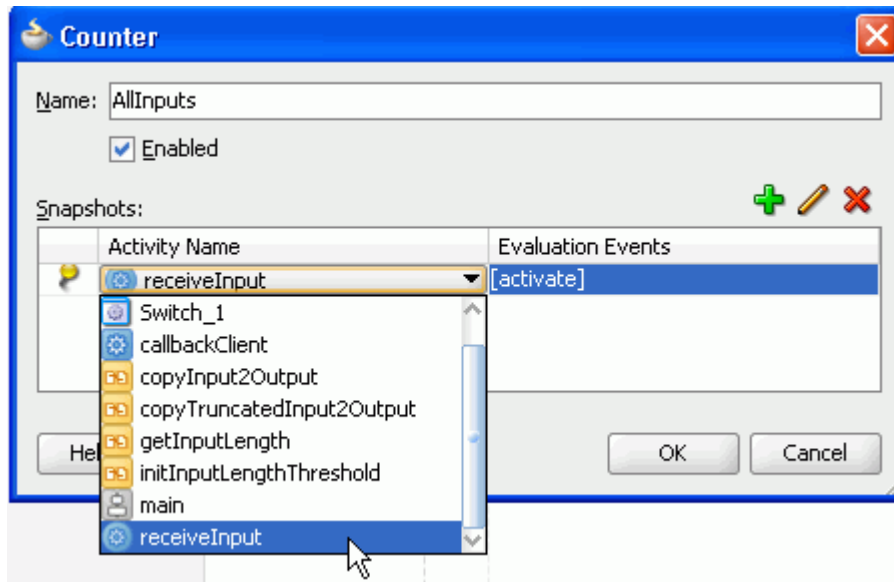 Counter
Name: AllInputs
Enabled
Snapshots:
Activity Name Evaluation Events
receiveInput [activate]
Switch_1
callbackClient
copyInput2Output
copyTruncatedInput2Output
getInputLength
Hel OK Cancel
initInputLengthThreshold
main
receiveInput